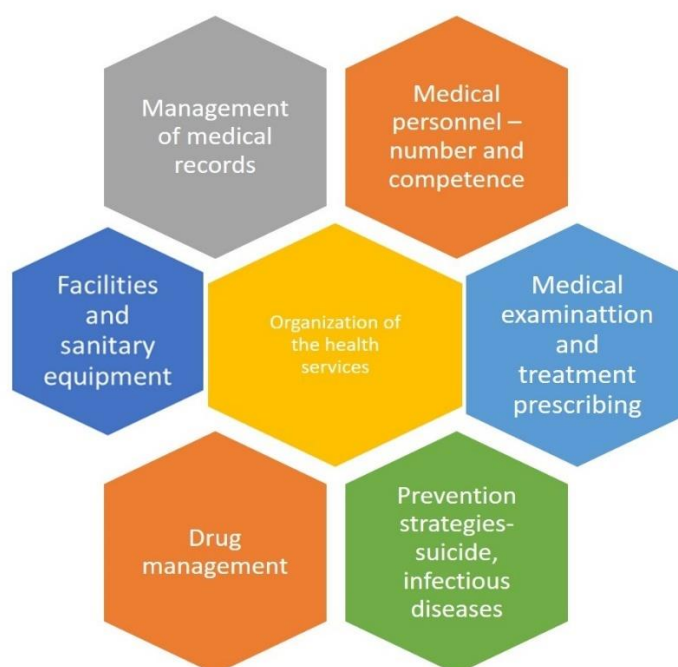 Management
of medical
records
Medical
personnel –
number and
competence
Facilities
and
sanitary
equipment
Organization of
the health
services
Medical
examinattion
and
treatment
prescribing
Drug
management
Prevention
strategies-
suicide,
infectious
diseases